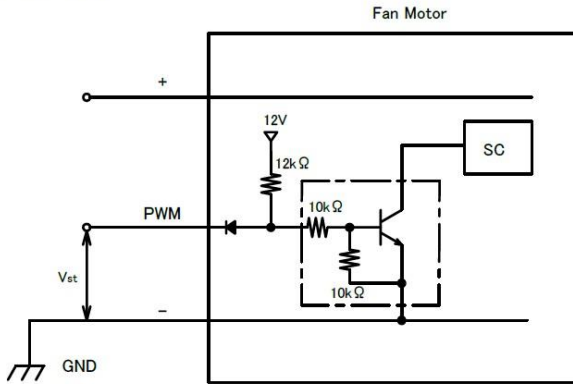 Fan Motor
+
12V
12kΩ
SC
PWM
10kΩ
Vst
10kΩ
−
GND